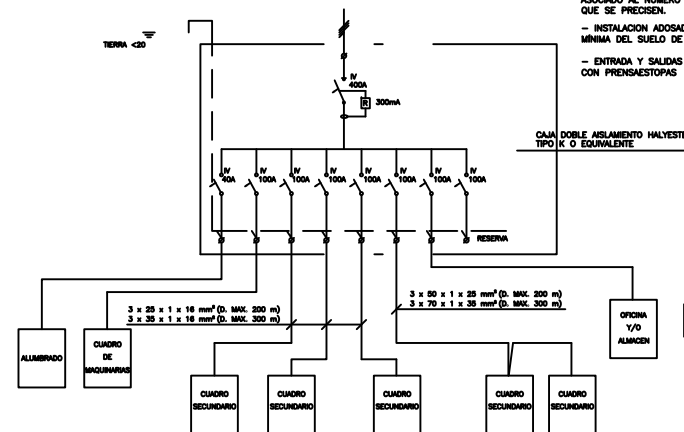 ASOCIADO AL NUMERO
QUE SE PRECISEN.
– INSTALACION ADOSAD
MÍNIMA DEL SUELO DE
– ENTRADA Y SALIDAS
CON PRENSAESTOPAS
TIERRA <20
IV
400A
R
300mA
CAJA DOBLE AISLAMIENTO HALYESTE
TIPO K O EQUIVALENTE
IV
40A
IV
100A
IV
100A
IV
100A
IV
100A
IV
100A
IV
100A
IV
100A
RESERVA
3 x 25 x 1 x 16 mm² (D. MAX. 200 m)
3 x 35 x 1 x 16 mm² (D. MAX. 300 m)
3 x 50 x 1 x 25 mm² (D. MAX. 200 m)
3 x 70 x 1 x 35 mm² (D. MAX. 300 m)
ALUMBRADO
CUADRO
DE
MAQUINARIAS
OFICINA
Y/O
ALMACEN
CUADRO
SECUNDARIO
CUADRO
SECUNDARIO
CUADRO
SECUNDARIO
CUADRO
SECUNDARIO
CUADRO
SECUNDARIO